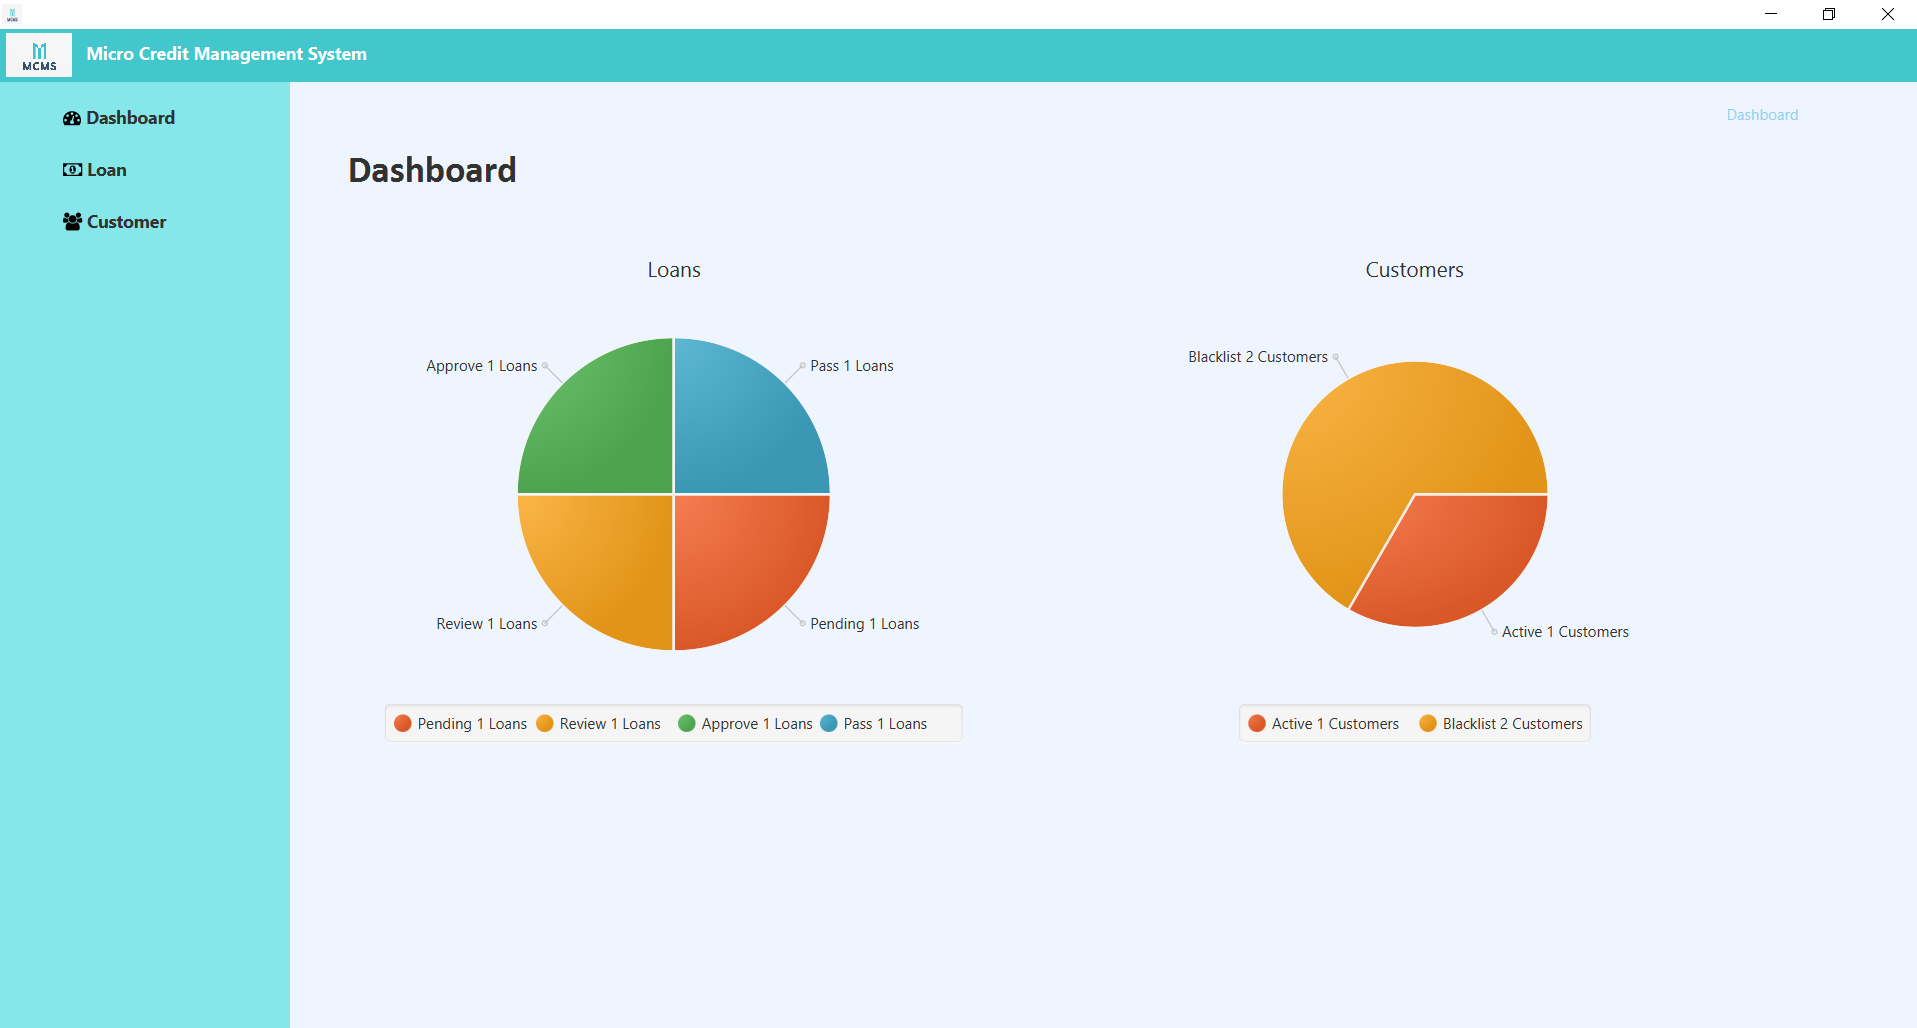 MCMS
MCMS
Micro Credit Management System
Dashboard
Loan
Customer
Dashboard
Dashboard
Loans
Approve 1 Loans
Pass 1 Loans
Review 1 Loans
Pending 1 Loans
Pending 1 Loans Review 1 Loans Approve 1 Loans Pass 1 Loans
Customers
Blacklist 2 Customers
Active 1 Customers
Active 1 Customers Blacklist 2 Customers